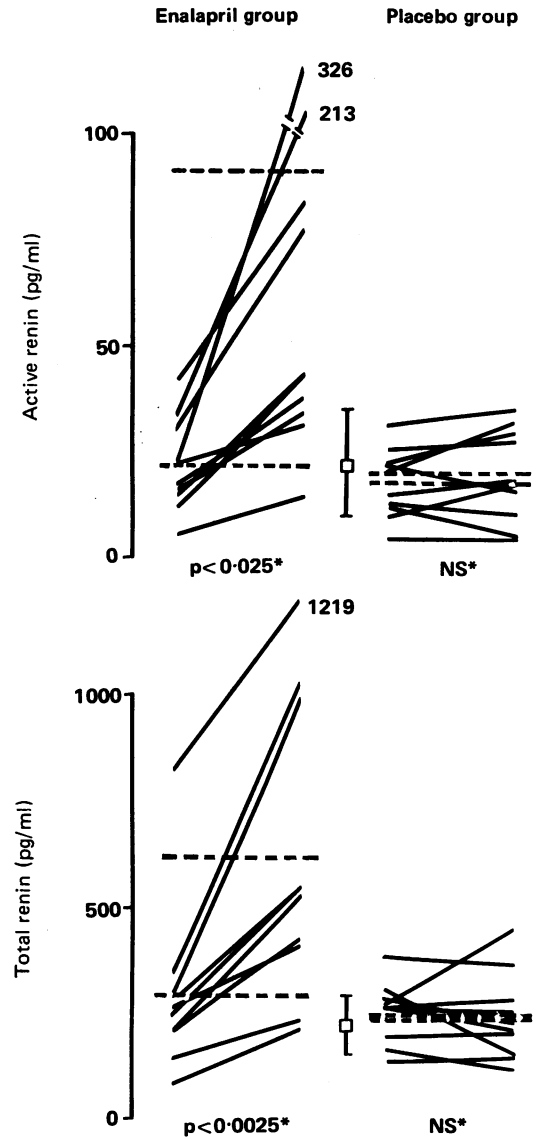 Enalapril group Placebo group
326
213
100
50
0
Active renin (pg/ml)
p<0·025* NS*
1219
1000
500
0
Total renin (pg/ml)
p<0·0025* NS*